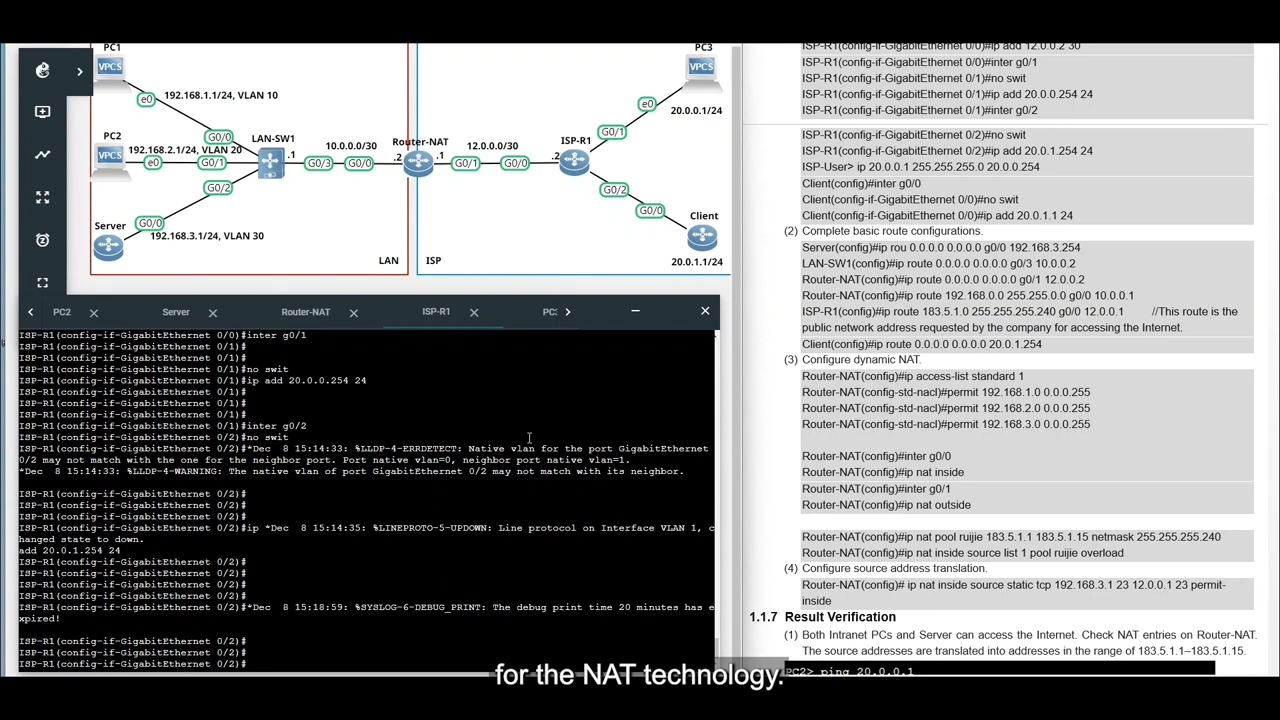 PC1
VPCS
e0
192.168.1.1/24, VLAN 10
G0/0
PC2
VPCS
192.168.2.1/24, VLAN 20
e0
G0/1
LAN-SW1
.1
G0/2
Server
G0/0
192.168.3.1/24, VLAN 30
10.0.0.0/30
G0/3
G0/0
Router-NAT
.2
.1
LAN
ISP
12.0.0.0/30
G0/1
G0/0
.2
ISP-R1
G0/1
e0
PC3
VPCS
20.0.0.1/24
G0/2
G0/0
Client
20.0.1.1/24
PC2
Server
Router-NAT
ISP-R1
PC
ISP-R1(config-if-GigabitEthernet 0/0)#inter g0/1
ISP-R1(config-if-GigabitEthernet 0/1)#
ISP-R1(config-if-GigabitEthernet 0/1)#
ISP-R1(config-if-GigabitEthernet 0/1)#no swit
ISP-R1(config-if-GigabitEthernet 0/1)#ip add 20.0.0.254 24
ISP-R1(config-if-GigabitEthernet 0/1)#
ISP-R1(config-if-GigabitEthernet 0/1)#
ISP-R1(config-if-GigabitEthernet 0/1)#
ISP-R1(config-if-GigabitEthernet 0/1)#inter g0/2
ISP-R1(config-if-GigabitEthernet 0/2)#no swit
ISP-R1(config-if-GigabitEthernet 0/2)#*Dec  8 15:14:33: %LLDP-4-ERRDETECT: Native vlan for the port GigabitEthernet
0/2 may not match with the one for the neighbor port. Port native vlan=0, neighbor port native vlan=1.
*Dec  8 15:14:33: %LLDP-4-WARNING: The native vlan of port GigabitEthernet 0/2 may not match with its neighbor.
ISP-R1(config-if-GigabitEthernet 0/2)#
ISP-R1(config-if-GigabitEthernet 0/2)#
ISP-R1(config-if-GigabitEthernet 0/2)#
ISP-R1(config-if-GigabitEthernet 0/2)#ip *Dec  8 15:14:35: %LINEPROTO-5-UPDOWN: Line protocol on Interface VLAN 1, c
hanged state to down.
add 20.0.1.254 24
ISP-R1(config-if-GigabitEthernet 0/2)#
ISP-R1(config-if-GigabitEthernet 0/2)#
ISP-R1(config-if-GigabitEthernet 0/2)#
ISP-R1(config-if-GigabitEthernet 0/2)#
ISP-R1(config-if-GigabitEthernet 0/2)#*Dec  8 15:18:59: %SYSLOG-6-DEBUG_PRINT: The debug print time 20 minutes has e
xpired!
ISP-R1(config-if-GigabitEthernet 0/2)#
ISP-R1(config-if-GigabitEthernet 0/2)#
ISP-R1(config-if-GigabitEthernet 0/2)#
ISP-R1(config-if-GigabitEthernet 0/0)#ip add 12.0.0.2 30
ISP-R1(config-if-GigabitEthernet 0/0)#inter g0/1
ISP-R1(config-if-GigabitEthernet 0/1)#no swit
ISP-R1(config-if-GigabitEthernet 0/1)#ip add 20.0.0.254 24
ISP-R1(config-if-GigabitEthernet 0/1)#inter g0/2
ISP-R1(config-if-GigabitEthernet 0/2)#no swit
ISP-R1(config-if-GigabitEthernet 0/2)#ip add 20.1.254 24
ISP-User> ip 20.0.0.1 255.255.255.0 20.0.0.254
Client(config)#inter g0/0
Client(config-if-GigabitEthernet 0/0)#no swit
Client(config-if-GigabitEthernet 0/0)#ip add 20.0.1.1 24
(2) Complete basic route configurations.
Server(config)#ip rou 0.0.0.0 0.0.0.0 g0/0 192.168.3.254
LAN-SW1(config)#ip route 0.0.0.0 0.0.0.0 g0/3 10.0.0.2
Router-NAT(config)#ip route 0.0.0.0 0.0.0.0 g0/1 12.0.0.2
Router-NAT(config)#ip route 192.168.0.0 255.255.0.0 g0/0 10.0.0.1
ISP-R1(config)#ip route 183.5.1.0 255.255.255.240 g0/0 12.0.0.1 //This route is the
public network address requested by the company for accessing the Internet.
Client(config)#ip route 0.0.0.0 0.0.0.0 20.0.1.254
(3) Configure dynamic NAT.
Router-NAT(config)#ip access-list standard 1
Router-NAT(config-std-nacl)#permit 192.168.1.0 0.0.0.255
Router-NAT(config-std-nacl)#permit 192.168.2.0 0.0.0.255
Router-NAT(config-std-nacl)#permit 192.168.3.0 0.0.0.255
Router-NAT(config)#inter g0/0
Router-NAT(config)#ip nat inside
Router-NAT(config)#inter g0/1
Router-NAT(config)#ip nat outside
Router-NAT(config)#ip nat pool ruijie 183.5.1.1 183.5.1.15 netmask 255.255.255.240
Router-NAT(config)#ip nat inside source list 1 pool ruijie overload
(4) Configure source address translation.
Router-NAT(config)# ip nat inside source static tcp 192.168.3.1 23 12.0.0.1 23 permit-
inside
1.1.7 Result Verification
(1) Both Intranet PCs and Server can access the Internet. Check NAT entries on Router-NAT.
The source addresses are translated into addresses in the range of 183.5.1.1–183.5.1.15.
PC2> ping 20.0.0.1
for the NAT technology.